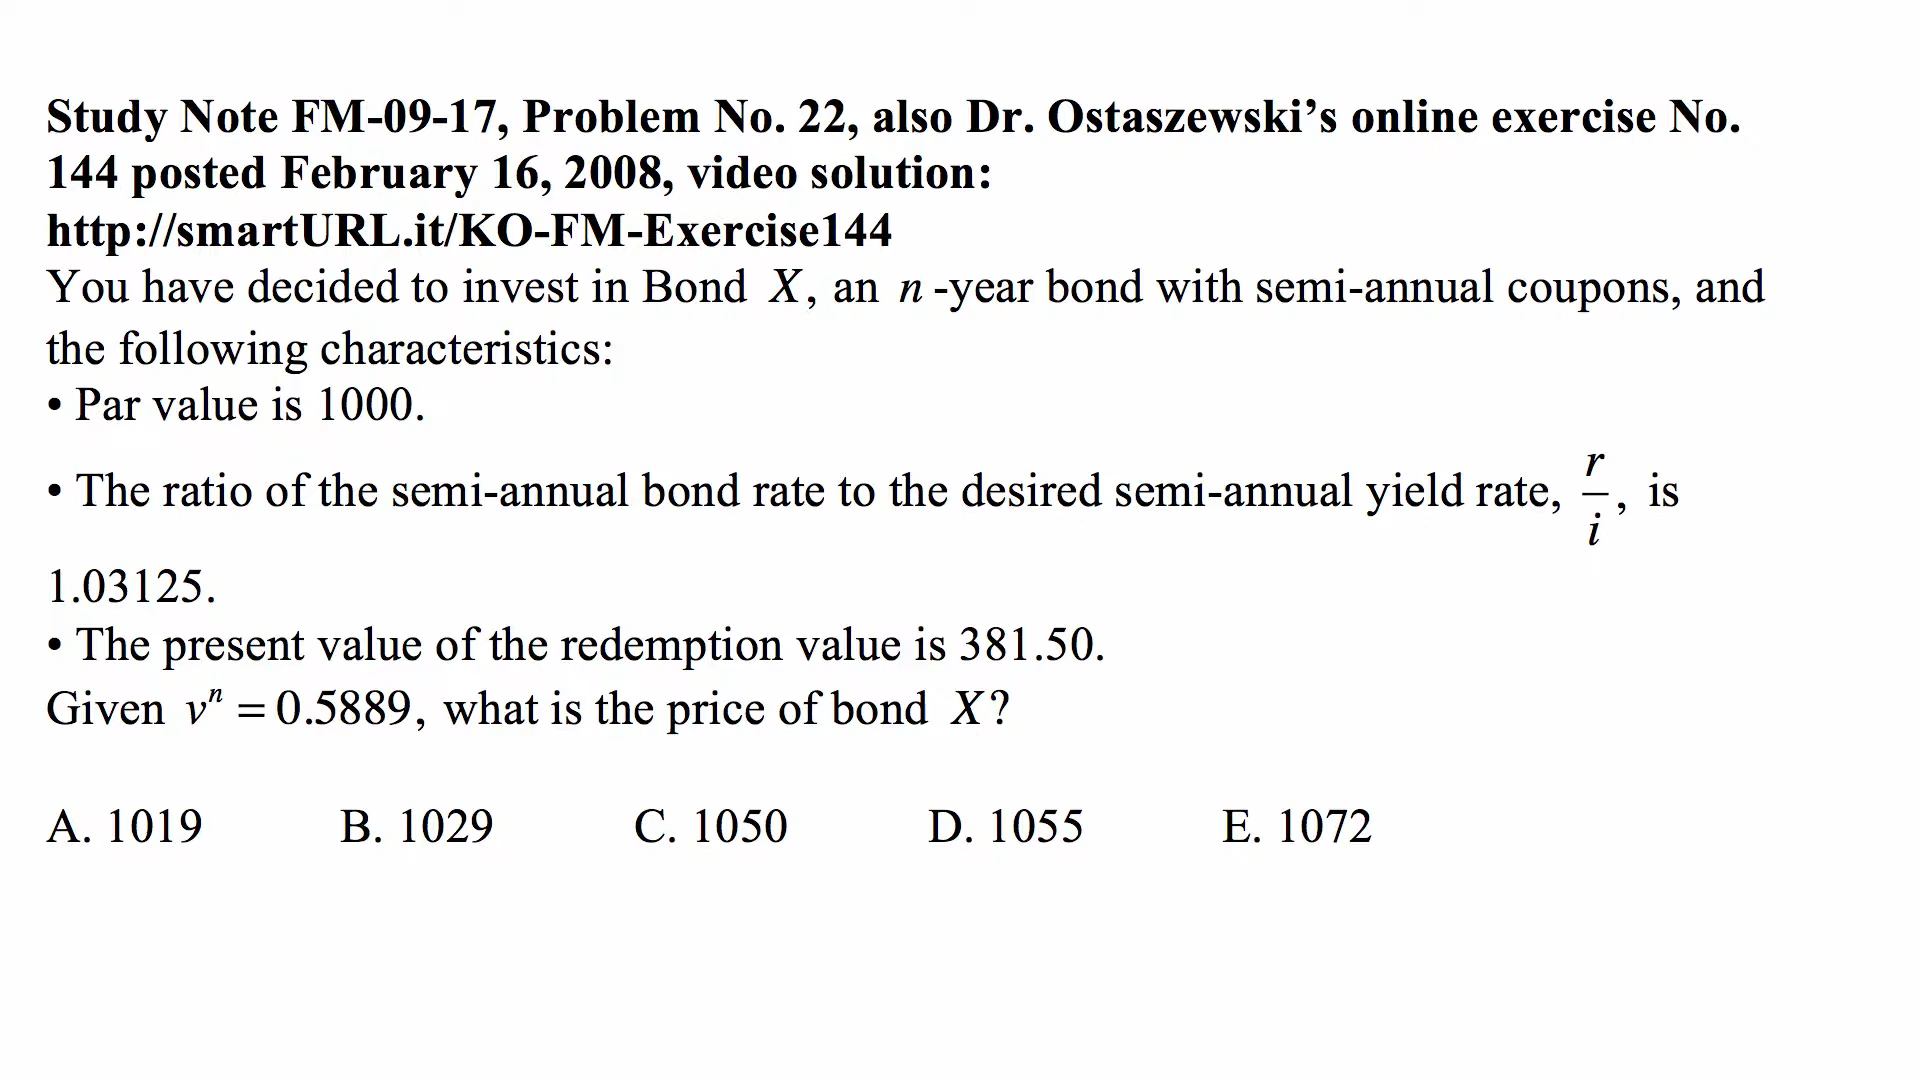 Study Note FM-09-17, Problem No. 22, also Dr. Ostaszewski’s online exercise No.
144 posted February 16, 2008, video solution:
http://smartURL.it/KO-FM-Exercise144
You have decided to invest in Bond X, an n-year bond with semi-annual coupons, and
the following characteristics:
• Par value is 1000.
• The ratio of the semi-annual bond rate to the desired semi-annual yield rate, r/i, is
1.03125.
• The present value of the redemption value is 381.50.
Given vⁿ = 0.5889, what is the price of bond X?
A. 1019 B. 1029 C. 1050 D. 1055 E. 1072